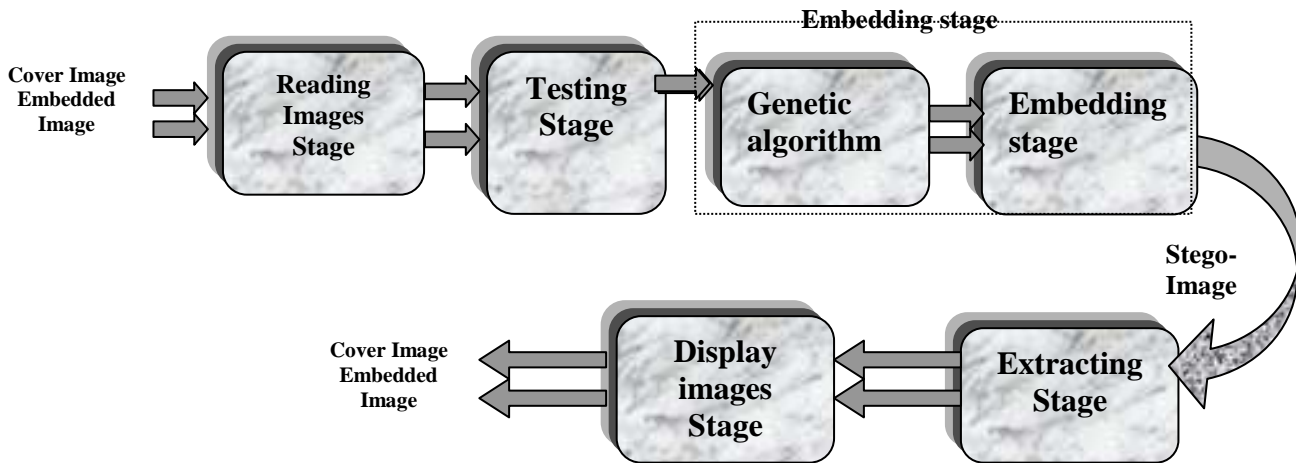 Embedding stage
Cover Image
Embedded
Image
Reading
Images
Stage
Testing
Stage
Genetic
algorithm
Embedding
stage
Stego-
Image
Extracting
Stage
Display
images
Stage
Cover Image
Embedded
Image